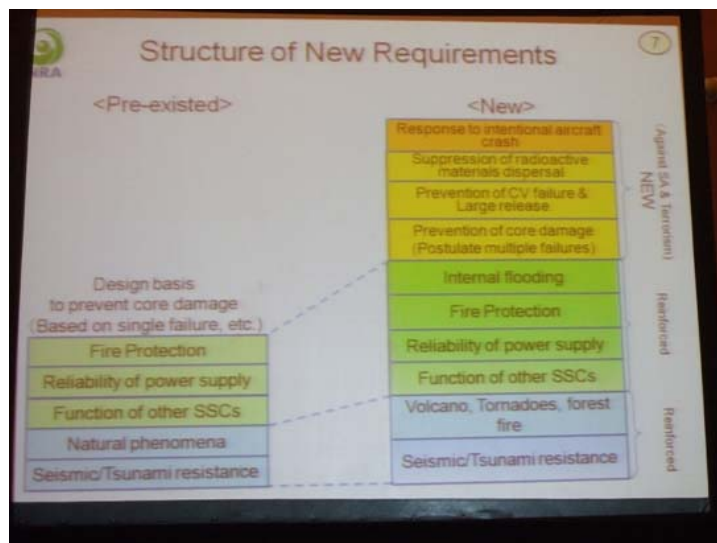 NRA
Structure of New Requirements
7
<Pre-existed>
Design basis
to prevent core damage
(Based on single failure, etc.)
Fire Protection
Reliability of power supply
Function of other SSCs
Natural phenomena
Seismic/Tsunami resistance
<New>
Response to intentional aircraft
crash
Suppression of radioactive
materials dispersal
Prevention of CV failure &
Large release
Prevention of core damage
(Postulate multiple failures)
Internal flooding
Fire Protection
Reliability of power supply
Function of other SSCs
Volcano, Tornadoes, forest
fire
Seismic/Tsunami resistance
(Against SA & Terrorism)
NEW
Reinforced
Reinforced